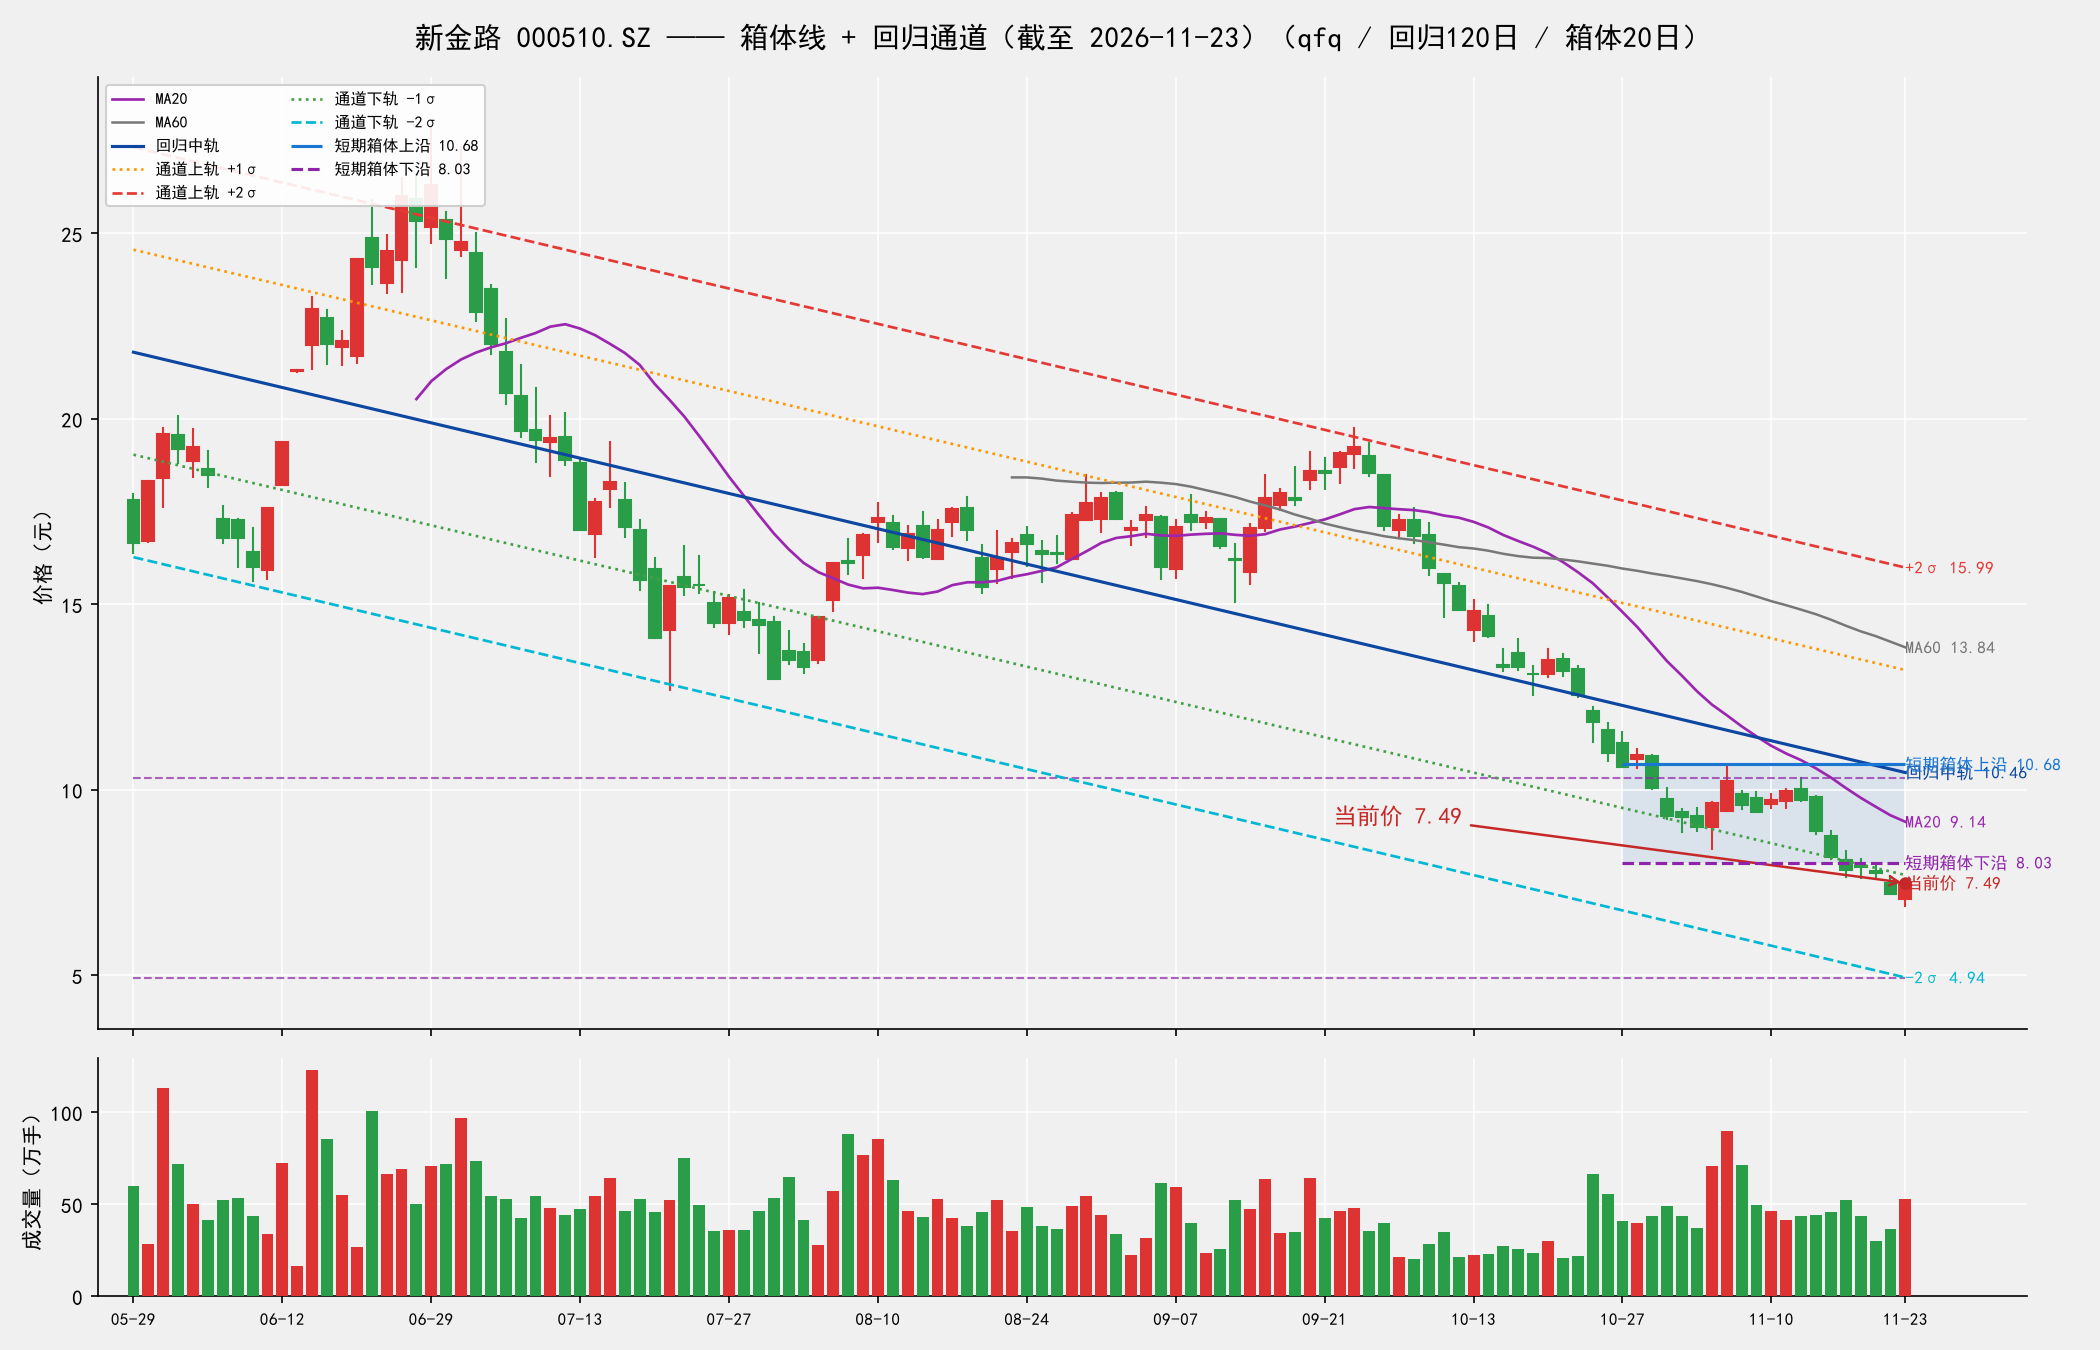 新金路 000510.SZ —— 箱体线 + 回归通道（截至 2026-11-23）（qfq / 回归120日 / 箱体20日）
MA20
MA60
回归中轨
通道上轨 +1σ
通道上轨 +2σ
通道下轨 -1σ
通道下轨 -2σ
短期箱体上沿 10.68
短期箱体下沿 8.03
价格（元）
25
20
15
10
5
+2σ 15.99
MA60 13.84
短期箱体上沿 10.68
回归中轨 10.46
当前价 7.49
MA20 9.14
短期箱体下沿 8.03
当前价 7.49
-2σ 4.94
成交量（万手）
100
50
0
05-29
06-12
06-29
07-13
07-27
08-10
08-24
09-07
09-21
10-13
10-27
11-10
11-23